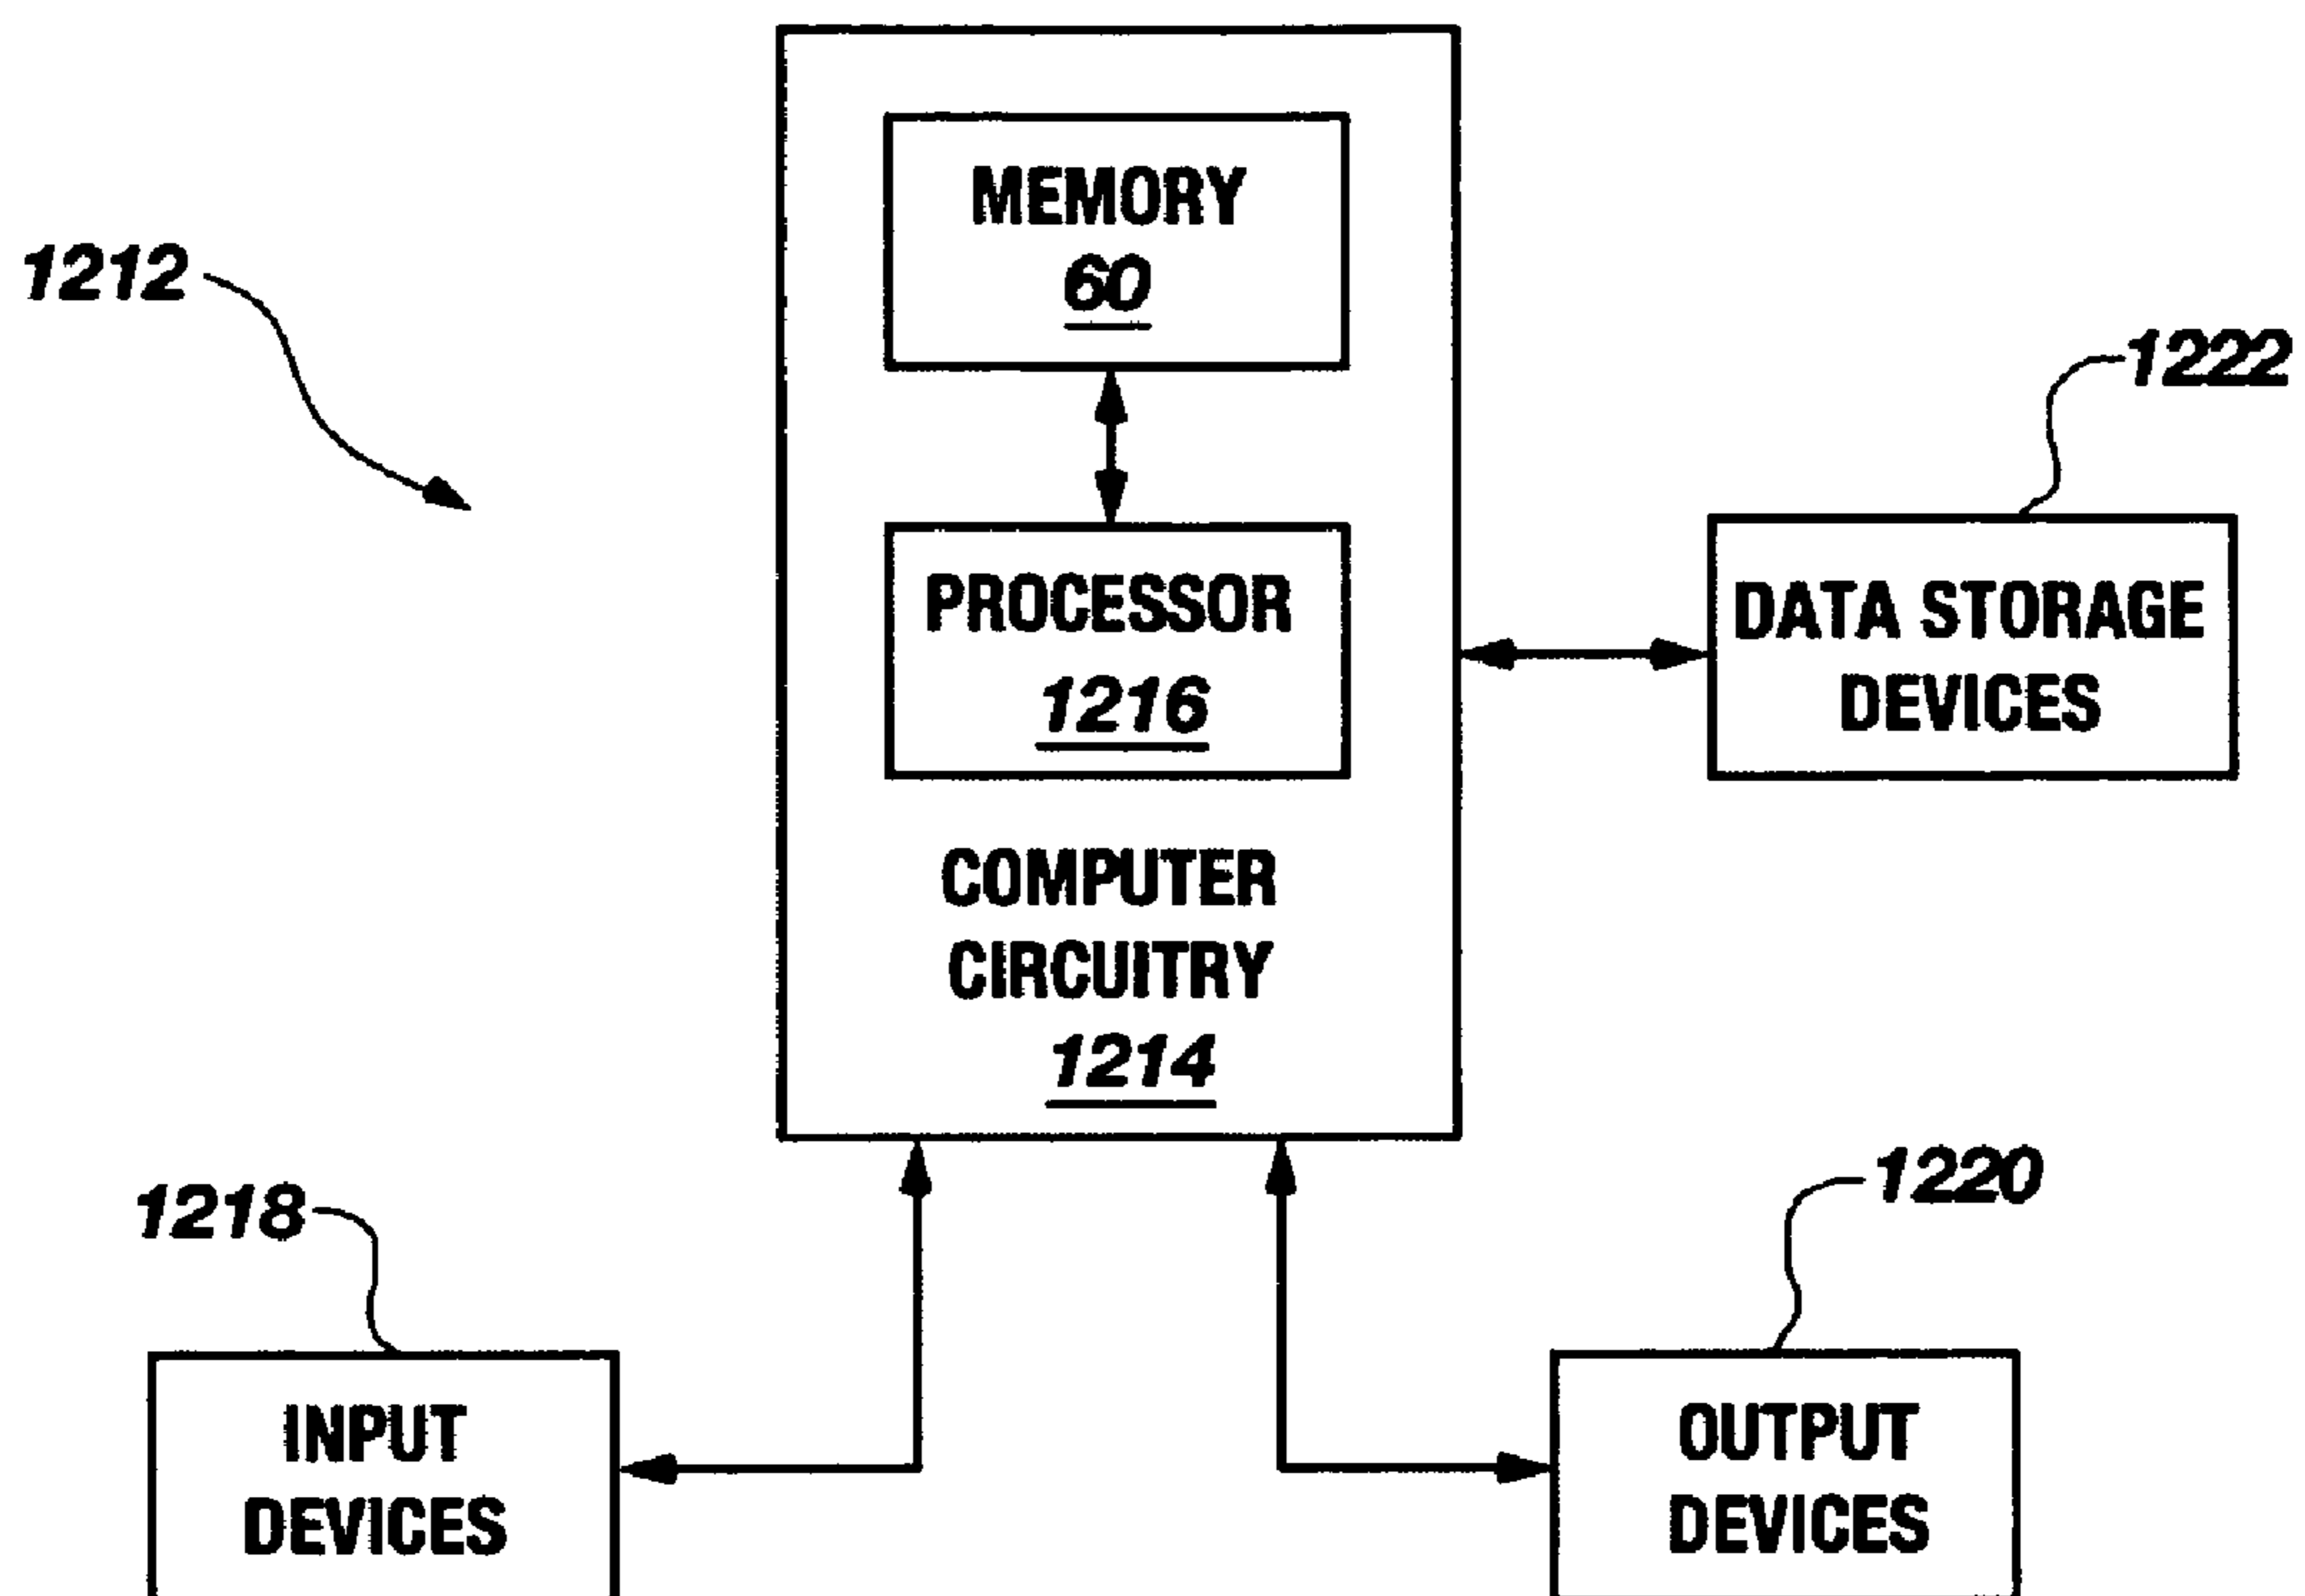 MEMORY
60
1212
1222
PROCESSOR
1216
DATA STORAGE
DEVICES
COMPUTER
CIRCUITRY
1214
1218
1220
INPUT
DEVICES
OUTPUT
DEVICES